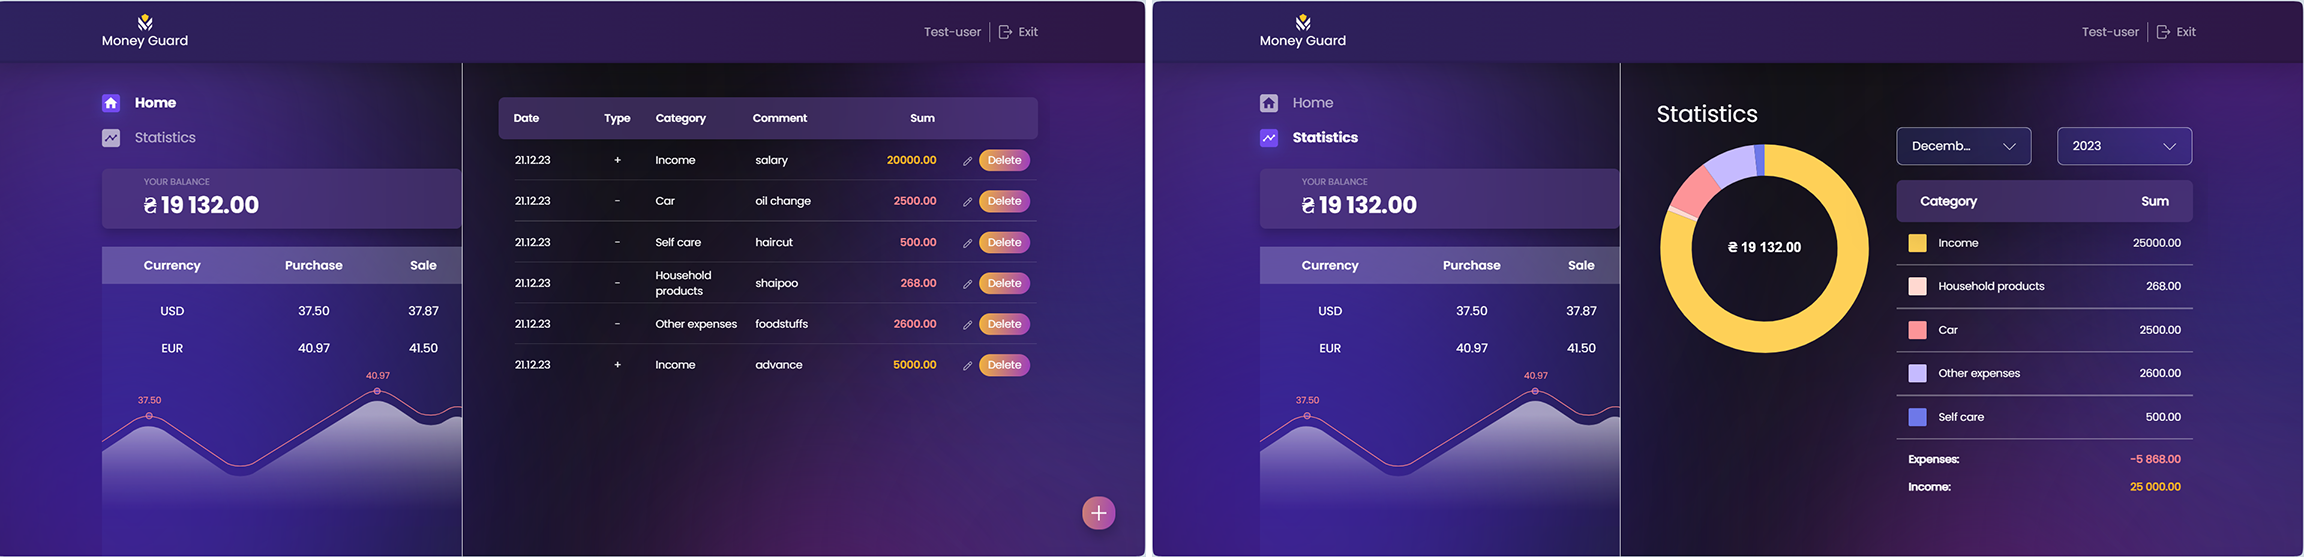 Money Guard
Test-user Exit
Home
Statistics
YOUR BALANCE
₴ 19 132.00
Currency Purchase Sale
USD 37.50 37.87
EUR 40.97 41.50
40.97
37.50
Date Type Category Comment Sum
21.12.23 + Income salary 20000.00 Delete
21.12.23 - Car oil change 2500.00 Delete
21.12.23 - Self care haircut 500.00 Delete
21.12.23 - Household products shaipoo 268.00 Delete
21.12.23 - Other expenses foodstuffs 2600.00 Delete
21.12.23 + Income advance 5000.00 Delete
+
Money Guard
Test-user Exit
Home
Statistics
YOUR BALANCE
₴ 19 132.00
Currency Purchase Sale
USD 37.50 37.87
EUR 40.97 41.50
40.97
37.50
Statistics
₴ 19 132.00
Decemb... 2023
Category Sum
Income 25000.00
Household products 268.00
Car 2500.00
Other expenses 2600.00
Self care 500.00
Expenses: -5 868.00
Income: 25 000.00